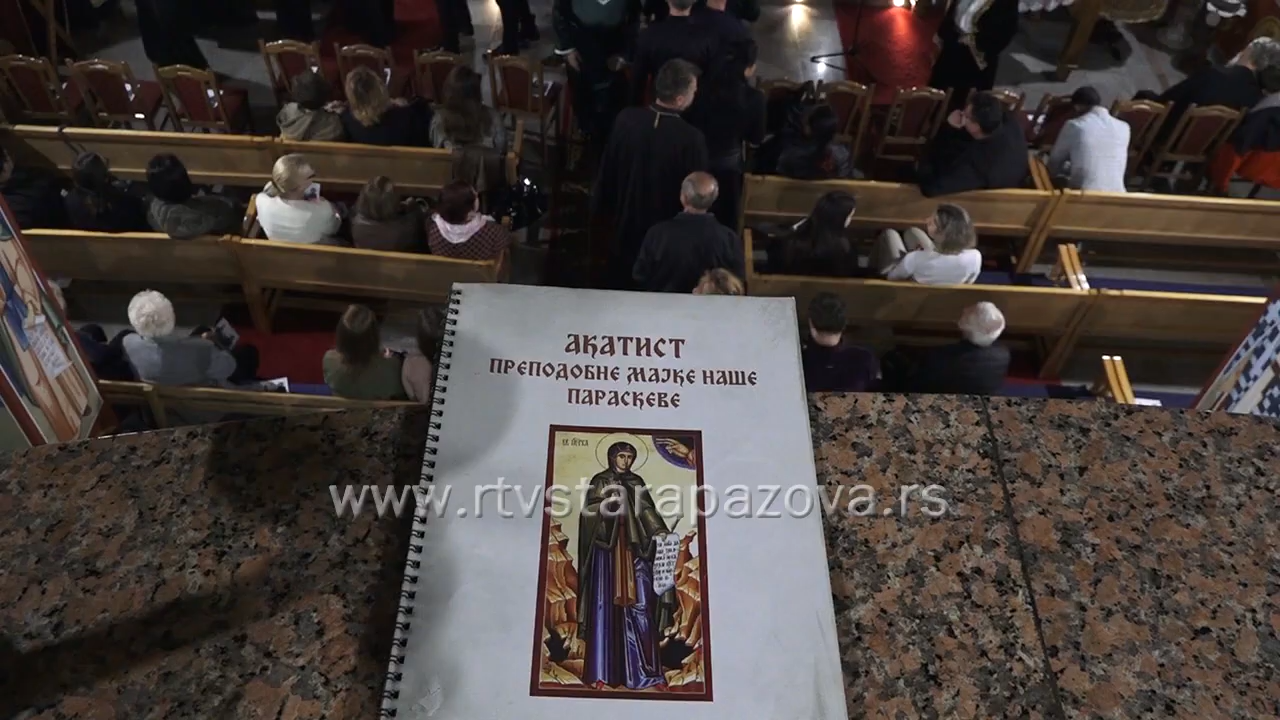 АКАТИСТ
ПРЕПОДОБНЕ МАЈКЕ НАШЕ
ПАРАСКЕВЕ
www.rtvstarapazova.rs